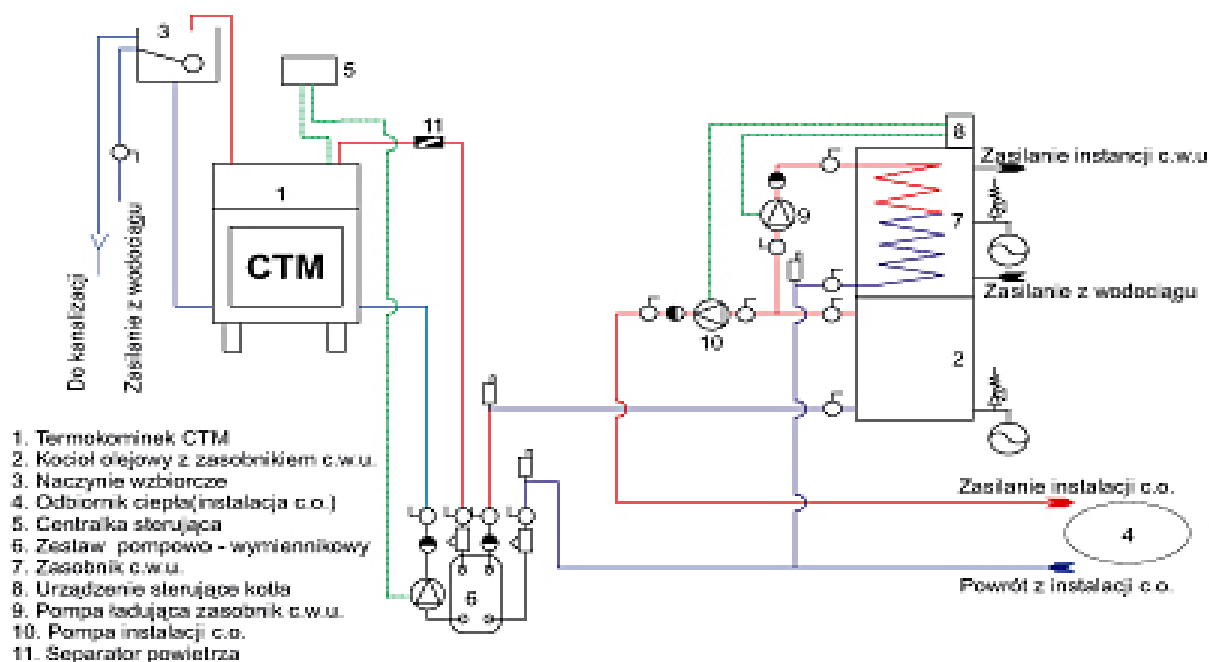 3
5
11
1
CTM
Do kanalizacji
Zasilanie z wodociągu
8
Zasilanie instancji c.w.u
9
7
Zasilanie z wodociągu
10
2
1. Termokominek CTM
2. Kocioł olejowy z zasobnikiem c.w.u.
3. Naczynie wzbiorcze
4. Odbiornik ciepła(instalacja c.o.)
5. Centralka sterująca
6. Zestaw pompowo - wymiennikowy
7. Zasobnik c.w.u.
8. Urządzenie sterujące kotła
9. Pompa ładująca zasobnik c.w.u.
10. Pompa instalacji c.o.
11. Separator powietrza
6
Zasilanie instalacji c.o.
4
Powrót z instalacji c.o.